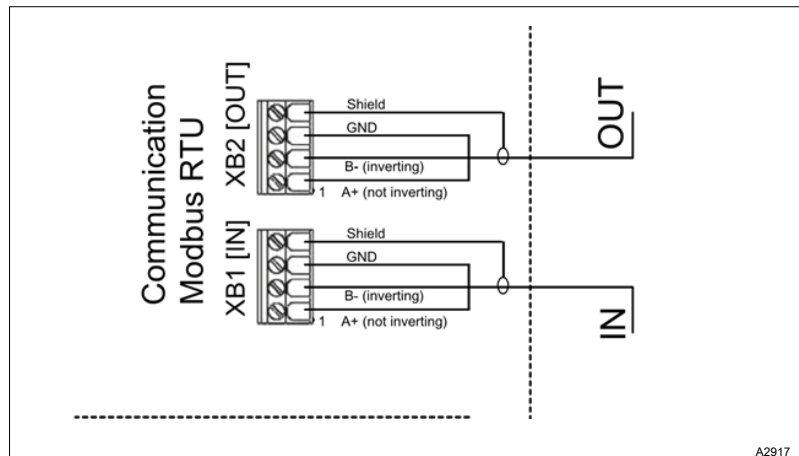 Communication
Modbus RTU
XB2 [OUT]
Shield
GND
B- (inverting)
1 A+ (not inverting)
OUT
XB1 [IN]
Shield
GND
B- (inverting)
1 A+ (not inverting)
IN
A2917